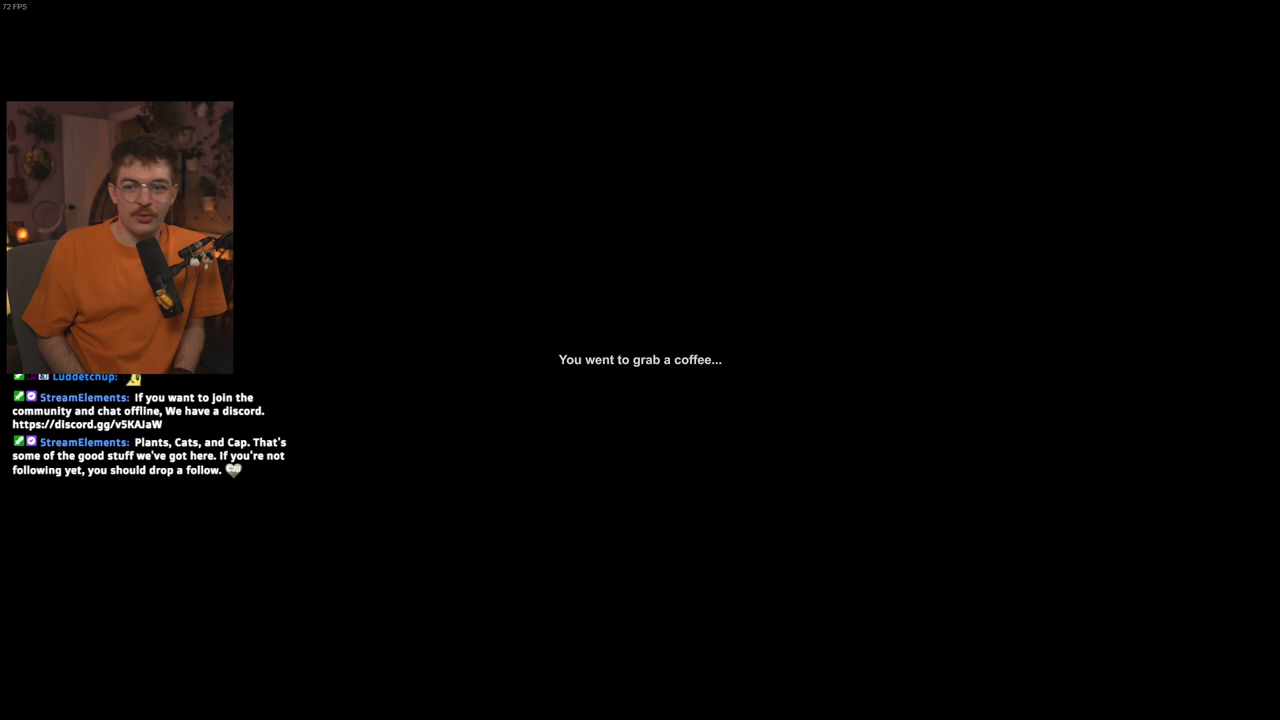 72 FPS
Luddetchup:
StreamElements: If you want to join the
community and chat offline, We have a discord.
https://discord.gg/v5KAJaW
StreamElements: Plants, Cats, and Cap. That's
some of the good stuff we've got here. If you're not
following yet, you should drop a follow.
You went to grab a coffee...